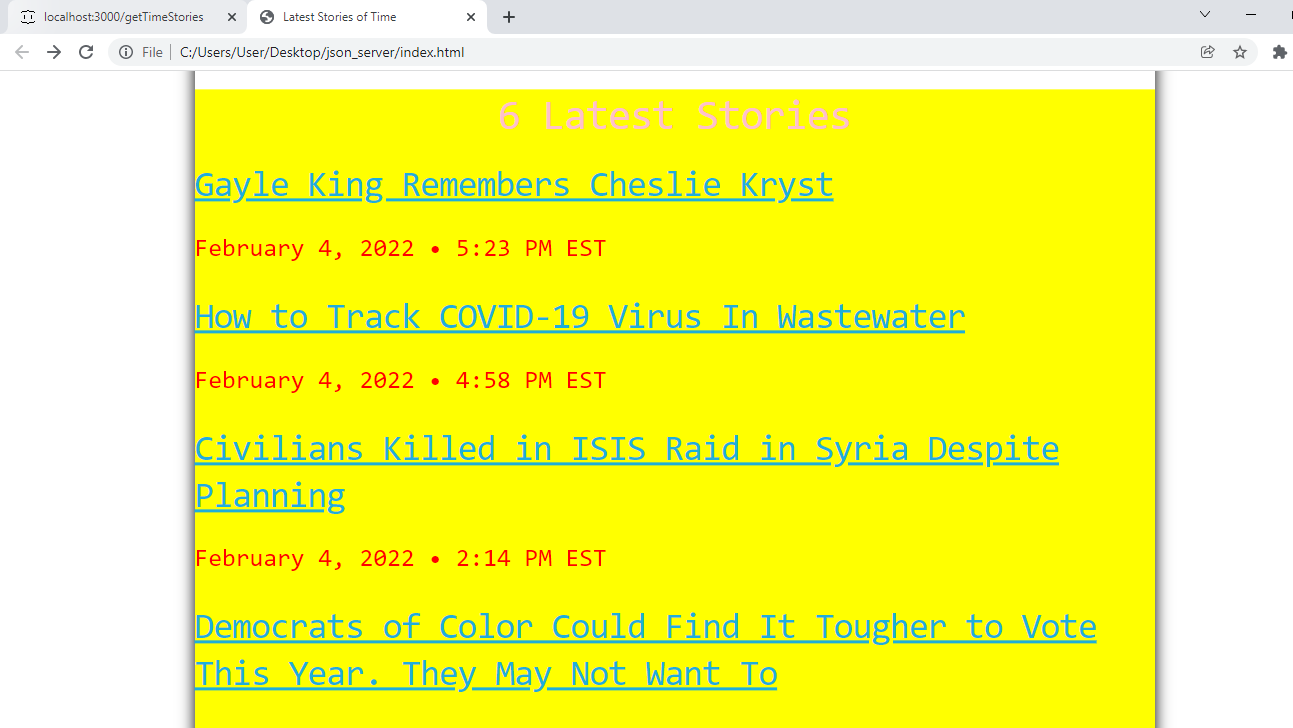 localhost:3000/getTimeStories
Latest Stories of Time
File
C:/Users/User/Desktop/json_server/index.html
6 Latest Stories
Gayle King Remembers Cheslie Kryst
February 4, 2022 • 5:23 PM EST
How to Track COVID-19 Virus In Wastewater
February 4, 2022 • 4:58 PM EST
Civilians Killed in ISIS Raid in Syria Despite
Planning
February 4, 2022 • 2:14 PM EST
Democrats of Color Could Find It Tougher to Vote
This Year. They May Not Want To